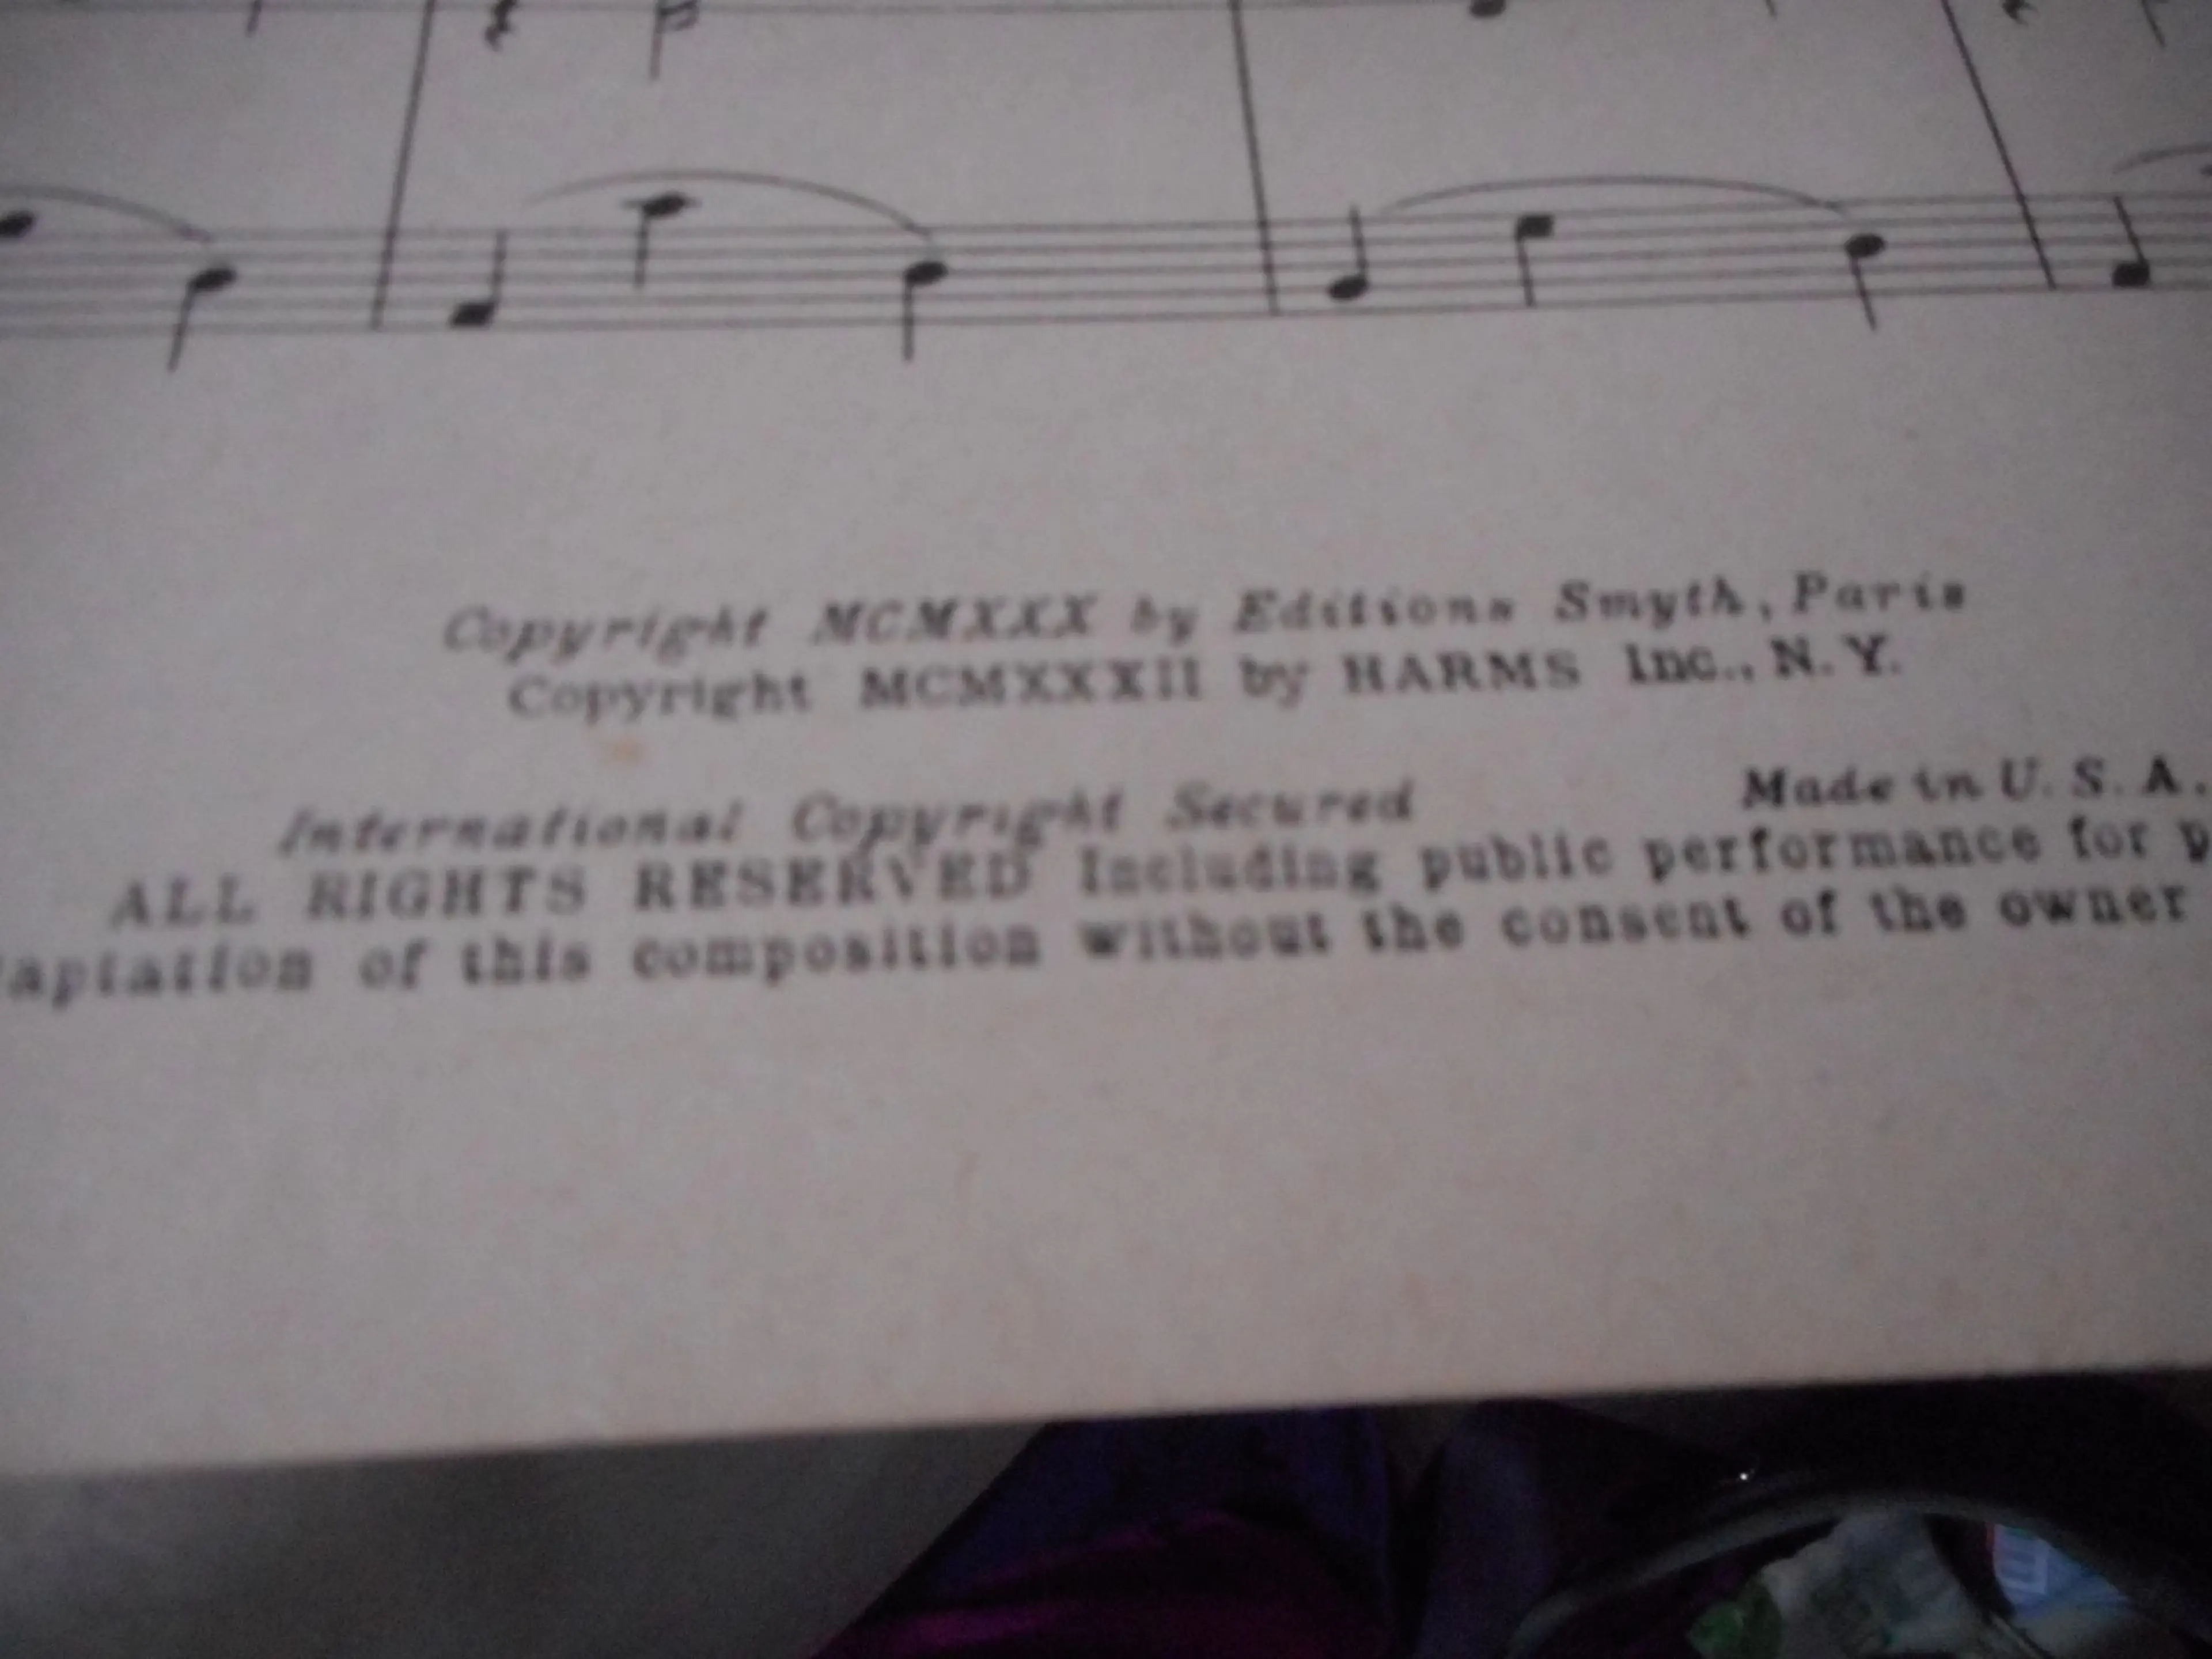 Copyright MCMXXX by Editions Smyth, Paris
Copyright MCMXXXII by HARMS Inc., N.Y.
International Copyright Secured Made in U.S.A.
ALL RIGHTS RESERVED Including public performance for p
aptation of this composition without the consent of the owner